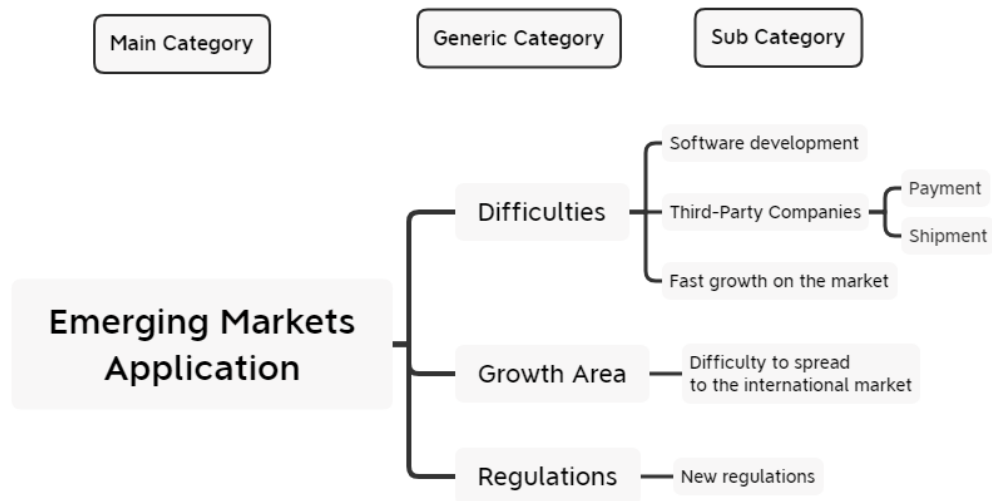 Main Category
Generic Category
Sub Category
Emerging Markets
Application
Difficulties
Software development
Third-Party Companies
Payment
Shipment
Fast growth on the market
Growth Area
Difficulty to spread
to the international market
Regulations
New regulations